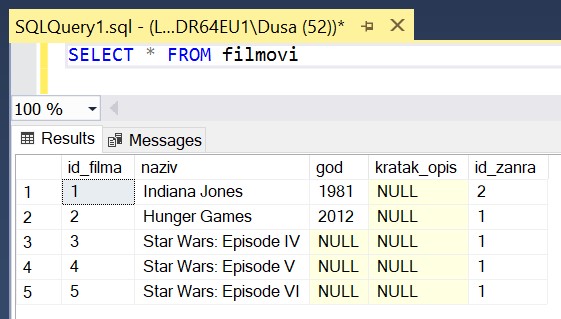 SQLQuery1.sql - (L...DR64EU1\Dusa (52))*
SELECT * FROM filmovi
100 %
Results Messages
id_filma naziv god kratak_opis id_zanra
1 1 Indiana Jones 1981 NULL 2
2 2 Hunger Games 2012 NULL 1
3 3 Star Wars: Episode IV NULL NULL 1
4 4 Star Wars: Episode V NULL NULL 1
5 5 Star Wars: Episode VI NULL NULL 1